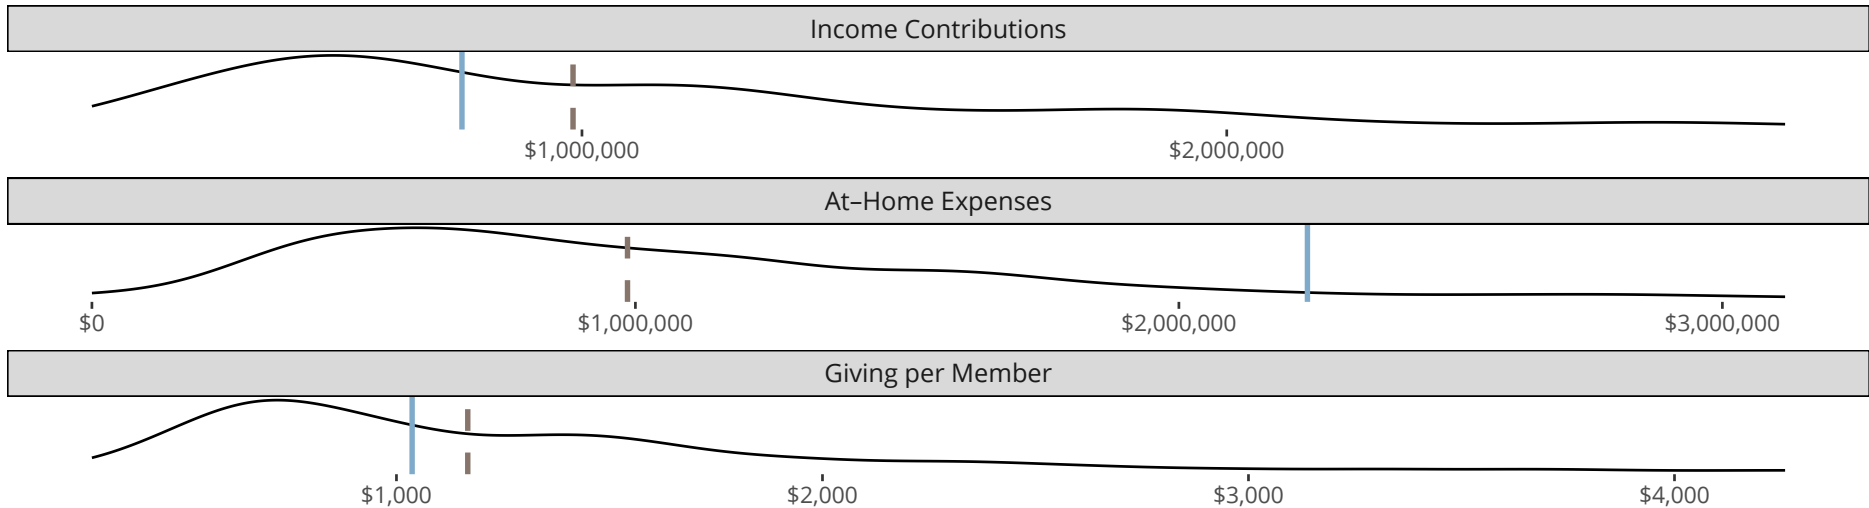 Income Contributions
$1,000,000 $2,000,000
At–Home Expenses
$0 $1,000,000 $2,000,000 $3,000,000
Giving per Member
$1,000 $2,000 $3,000 $4,000